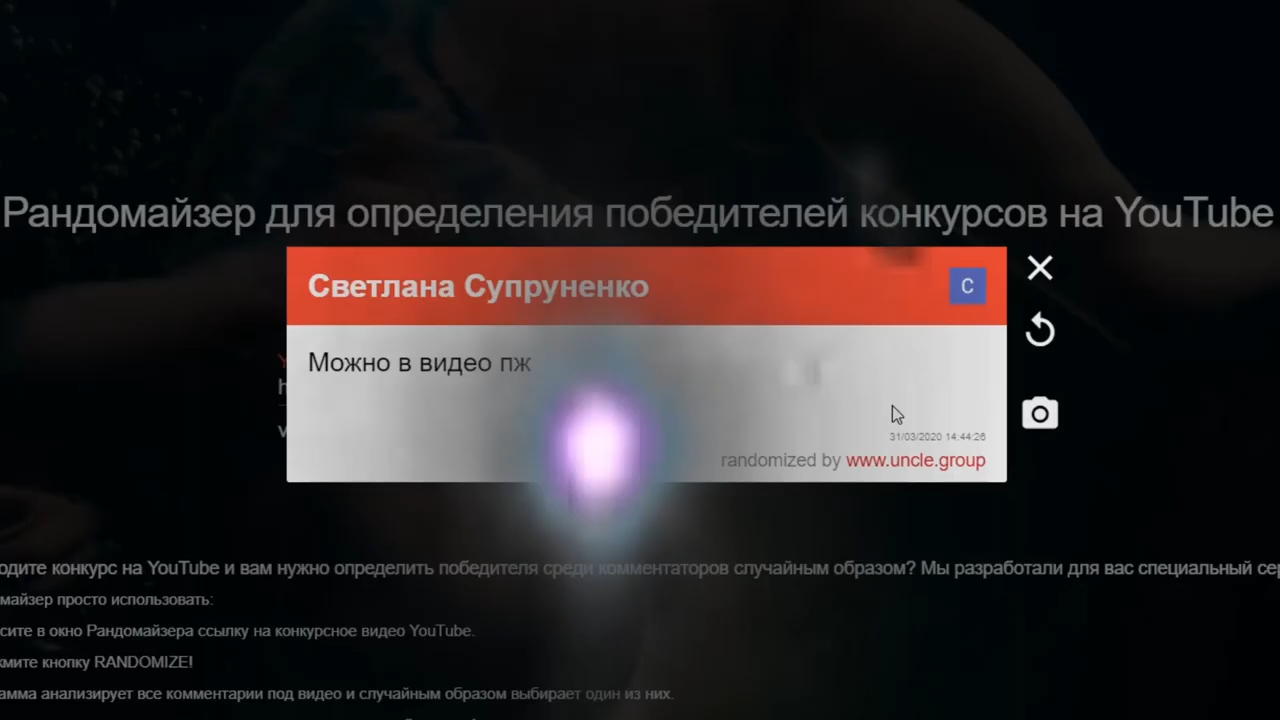 Рандомайзер для определения победителей конкурсов на YouTube
Светлана Супруненко
С
Можно в видео пж
31/03/2020 14:44:26
randomized by www.uncle.group
одите конкурс на YouTube и вам нужно определить победителя среди комментаторов случайным образом? Мы разработали для вас специальный сер
майзер просто использовать:
сите в окно Рандомайзера ссылку на конкурсное видео YouTube.
жмите кнопку RANDOMIZE!
амма анализирует все комментарии под видео и случайным образом выбирает один из них.